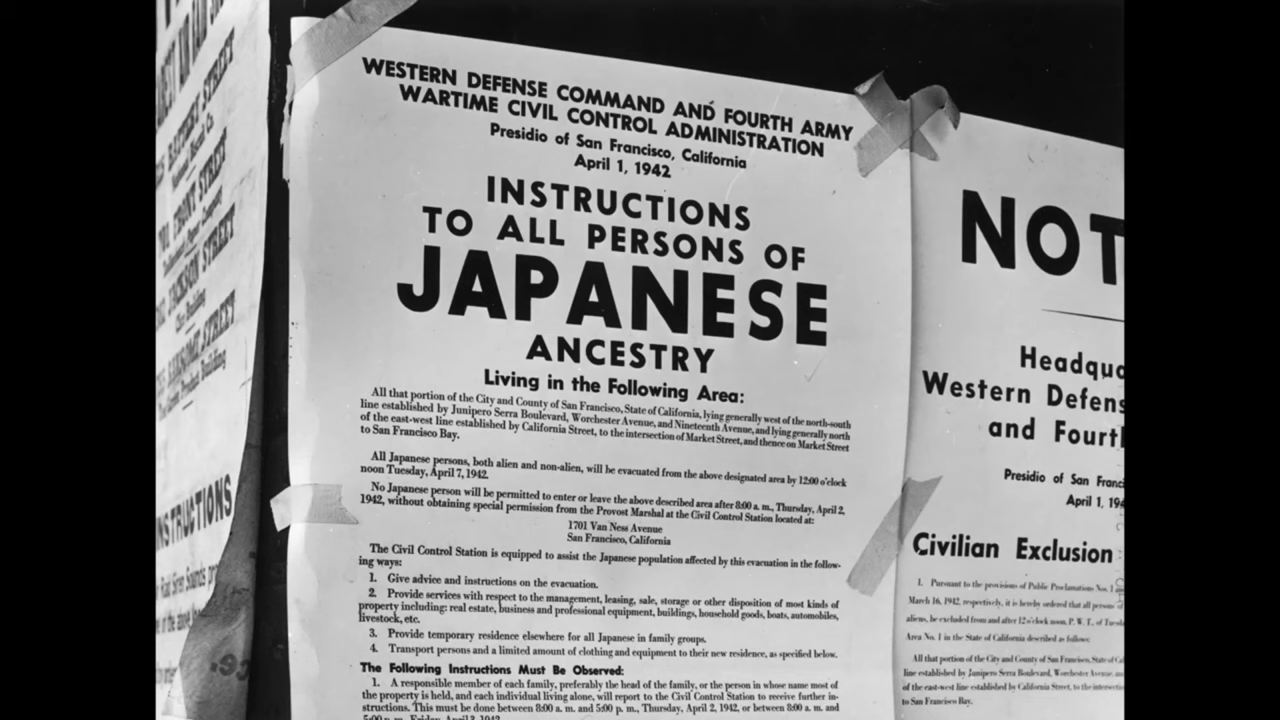 WESTERN DEFENSE COMMAND AND FOURTH ARMY
WARTIME CIVIL CONTROL ADMINISTRATION
Presidio of San Francisco, California
April 1, 1942
INSTRUCTIONS
TO ALL PERSONS OF
JAPANESE
ANCESTRY
Living in the Following Area:
All that portion of the City and County of San Francisco, State of California, lying generally west of the north-south
line established by Junipero Serra Boulevard, Worchester Avenue, and Nineteenth Avenue, and lying generally north
of the east-west line established by California Street, to the intersection of Market Street, and thence on Market Street
to San Francisco Bay.
All Japanese persons, both alien and non-alien, will be evacuated from the above designated area by 12:00 o'clock
noon Tuesday, April 7, 1942.
No Japanese person will be permitted to enter or leave the above described area after 8:00 a. m., Thursday, April 2,
1942, without obtaining special permission from the Provost Marshal at the Civil Control Station located at:
1701 Van Ness Avenue
San Francisco, California
The Civil Control Station is equipped to assist the Japanese population affected by this evacuation in the follow-
ing ways:
1. Give advice and instructions on the evacuation.
2. Provide services with respect to the management, leasing, sale, storage or other disposition of most kinds of
property including: real estate, business and professional equipment, buildings, household goods, boats, automobiles,
livestock, etc.
3. Provide temporary residence elsewhere for all Japanese in family groups.
4. Transport persons and a limited amount of clothing and equipment to their new residence, as specified below.
The Following Instructions Must Be Observed:
1. A responsible member of each family, preferably the head of the family, or the person in whose name most of
the property is held, and each individual living alone, will report to the Civil Control Station to receive further in-
structions. This must be done between 8:00 a. m. and 5:00 p. m., Thursday, April 2, 1942, or between 8:00 a. m. and
5:00 p. m., Friday, April 3, 1942.
NOT
Headqua
Western Defens
and Fourt
Presidio of San Franci
April 1, 194
Civilian Exclusion
1. Pursuant to the provisions of Public Proclamations Nos. 1
March 16, 1942, respectively, it is hereby ordered that all persons of
aliens, be excluded from and after 12 o'clock noon, P. W. T., of Tuesd
Area No. 1 in the State of California described as follows:
All that portion of the City and County of San Francisco, State of Cal
line established by Junipero Serra Boulevard, Worchester Avenue, and
of the east-west line established by California Street, to the intersectio
to San Francisco Bay.
BATTERY STREET
FRONT STREET
JACKSON STREET
SANSOME STREET
Building
NSTRUCTIONS